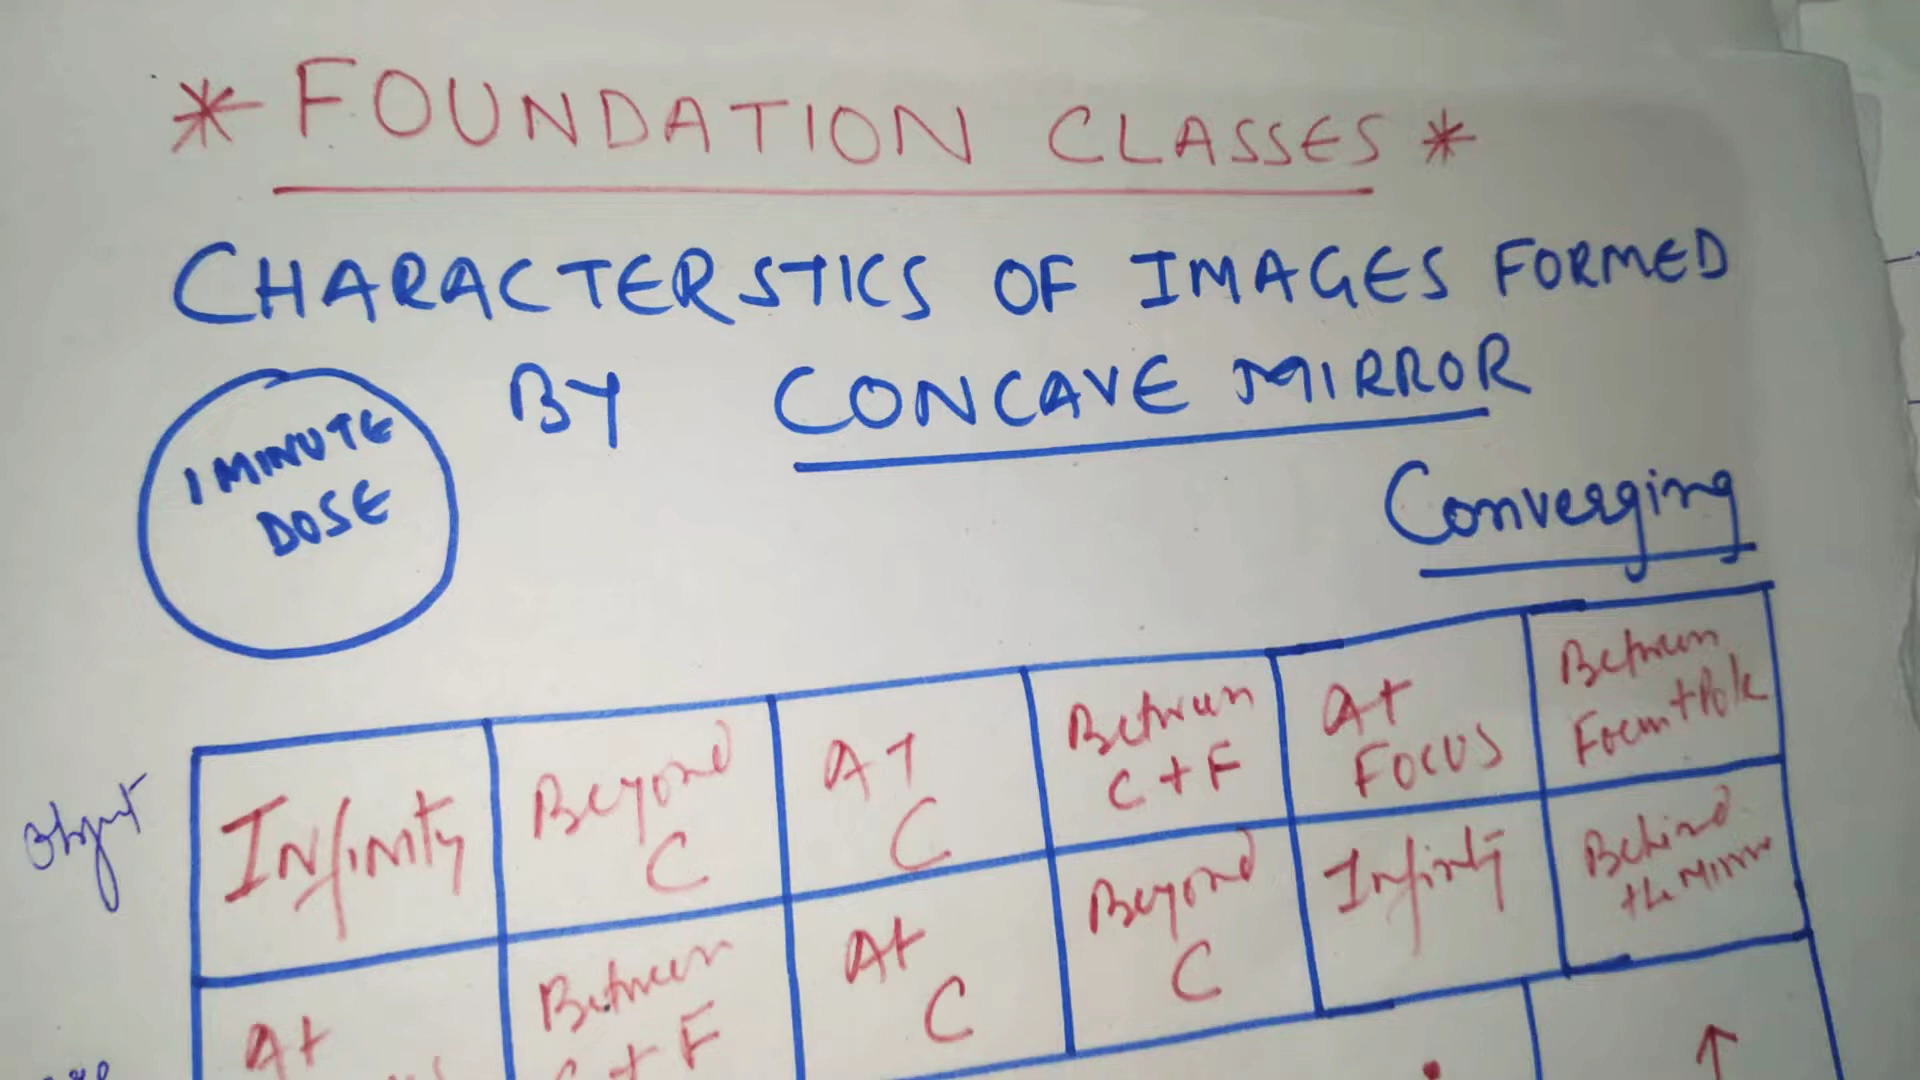 * FOUNDATION CLASSES *
CHARACTERSTICS OF IMAGES FORMED
BY CONCAVE MIRROR
1 MINUTE
DOSE
Converging
Object
Infinity
Beyond
C
AT
C
Between
C + F
At
FOCUS
Between
Focus + Pole
At
Between
C + F
At
C
Beyond
C
Infinity
Behind
the Mirror